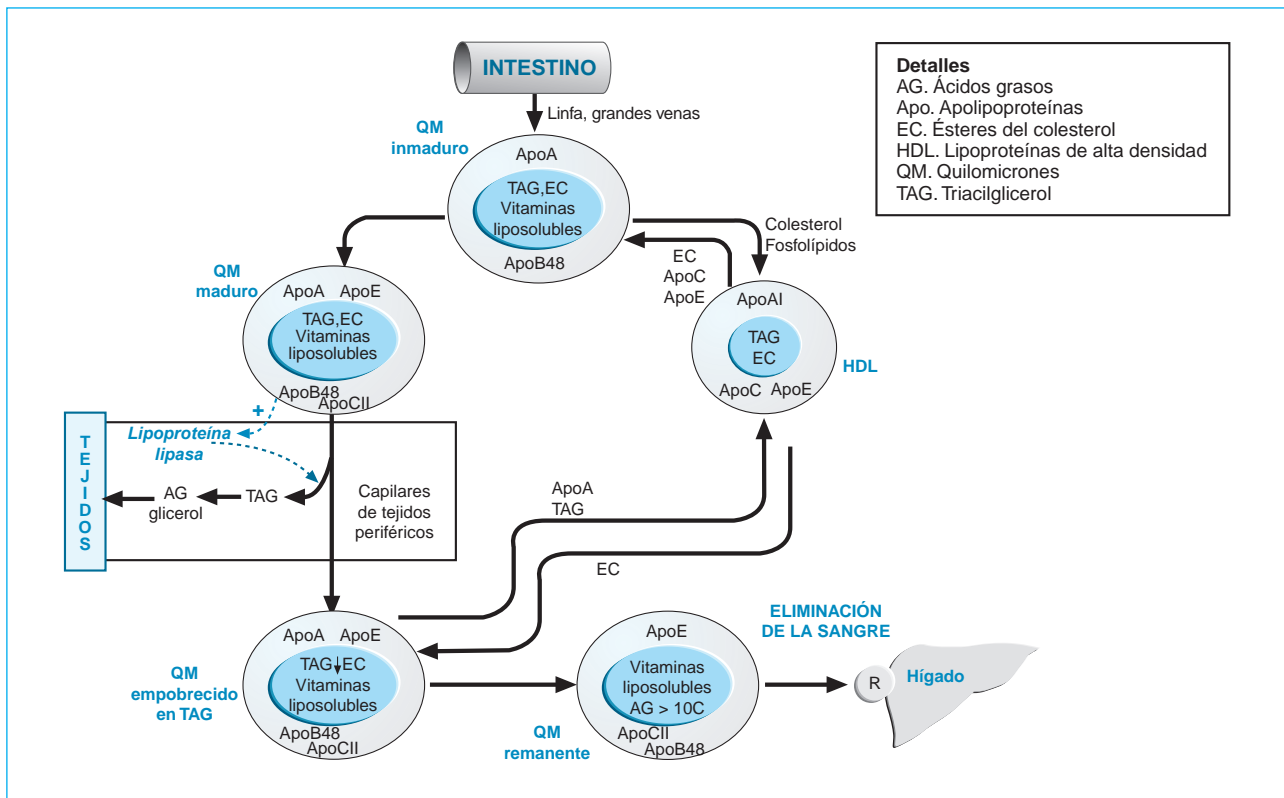 INTESTINO
Linfa, grandes venas
Detalles
AG. Ácidos grasos
Apo. Apolipoproteínas
EC. Ésteres del colesterol
HDL. Lipoproteínas de alta densidad
QM. Quilomicrones
TAG. Triacilglicerol
QM
inmaduro
ApoA
TAG,EC
Vitaminas
liposolubles
ApoB48
Colesterol
Fosfolípidos
EC
ApoC
ApoE
QM
maduro
ApoA ApoE
TAG,EC
Vitaminas
liposolubles
ApoB48
ApoCII
ApoAI
TAG
EC
ApoC ApoE
HDL
TEJIDOS
+
Lipoproteína
lipasa
AG
glicerol
TAG
Capilares
de tejidos
periféricos
ApoA
TAG
EC
QM
empobrecido
en TAG
ApoA ApoE
TAG↓EC
Vitaminas
liposolubles
ApoB48
ApoCII
QM
remanente
ApoE
Vitaminas
liposolubles
AG > 10C
ApoCII
ApoB48
ELIMINACIÓN
DE LA SANGRE
R
Hígado